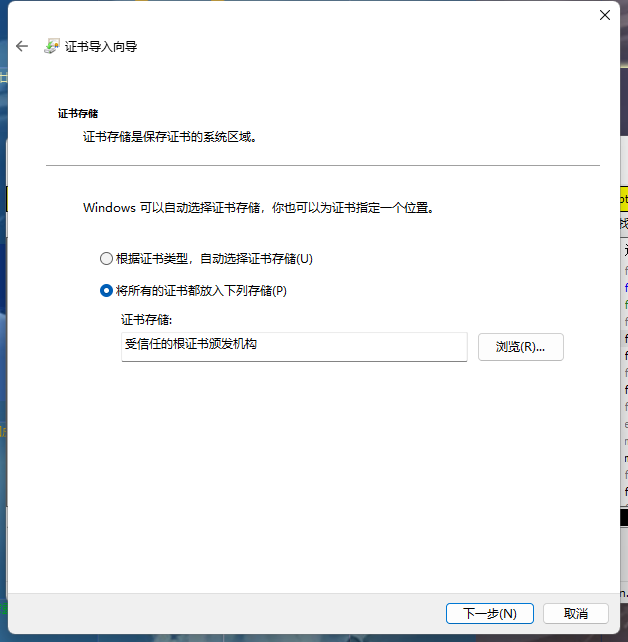 证书导入向导
证书存储
证书存储是保存证书的系统区域。
Windows 可以自动选择证书存储，你也可以为证书指定一个位置。
根据证书类型，自动选择证书存储(U)
将所有的证书都放入下列存储(P)
证书存储:
受信任的根证书颁发机构
浏览(R)...
下一步(N)
取消